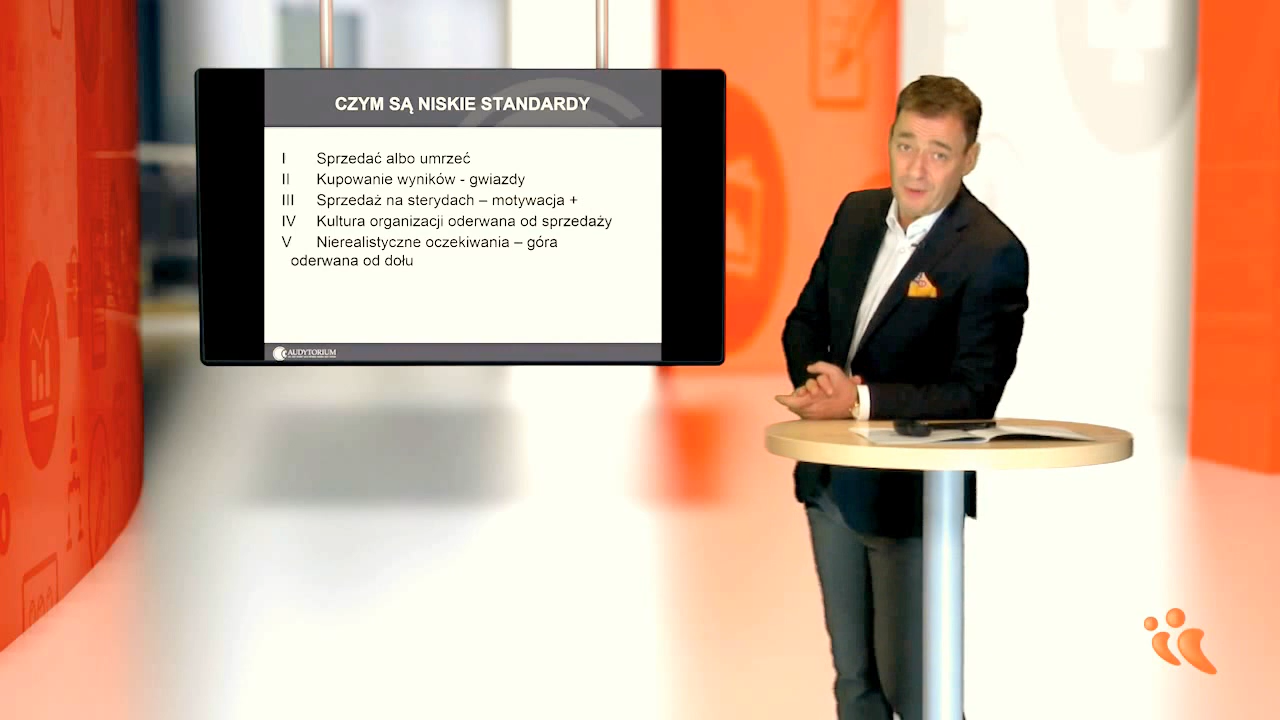 CZYM SĄ NISKIE STANDARDY
I Sprzedać albo umrzeć
II Kupowanie wyników - gwiazdy
III Sprzedaż na sterydach – motywacja +
IV Kultura organizacji oderwana od sprzedaży
V Nierealistyczne oczekiwania – góra
oderwana od dołu
AUDYTORIUM